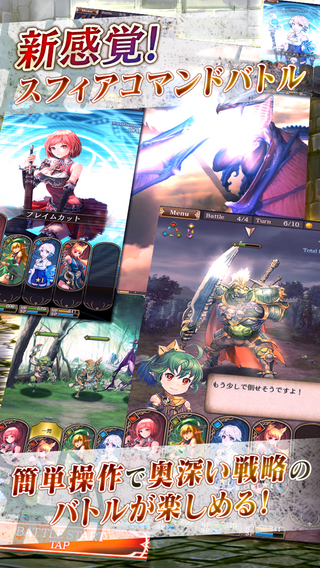 新感覚!
スフィアコマンドバトル
Menu
Battle
4/4
Turn
6/10
フレイムカット
もう少しで倒せそうですよ!
簡単操作で奥深い戦略の
バトルが楽しめる!
TAP